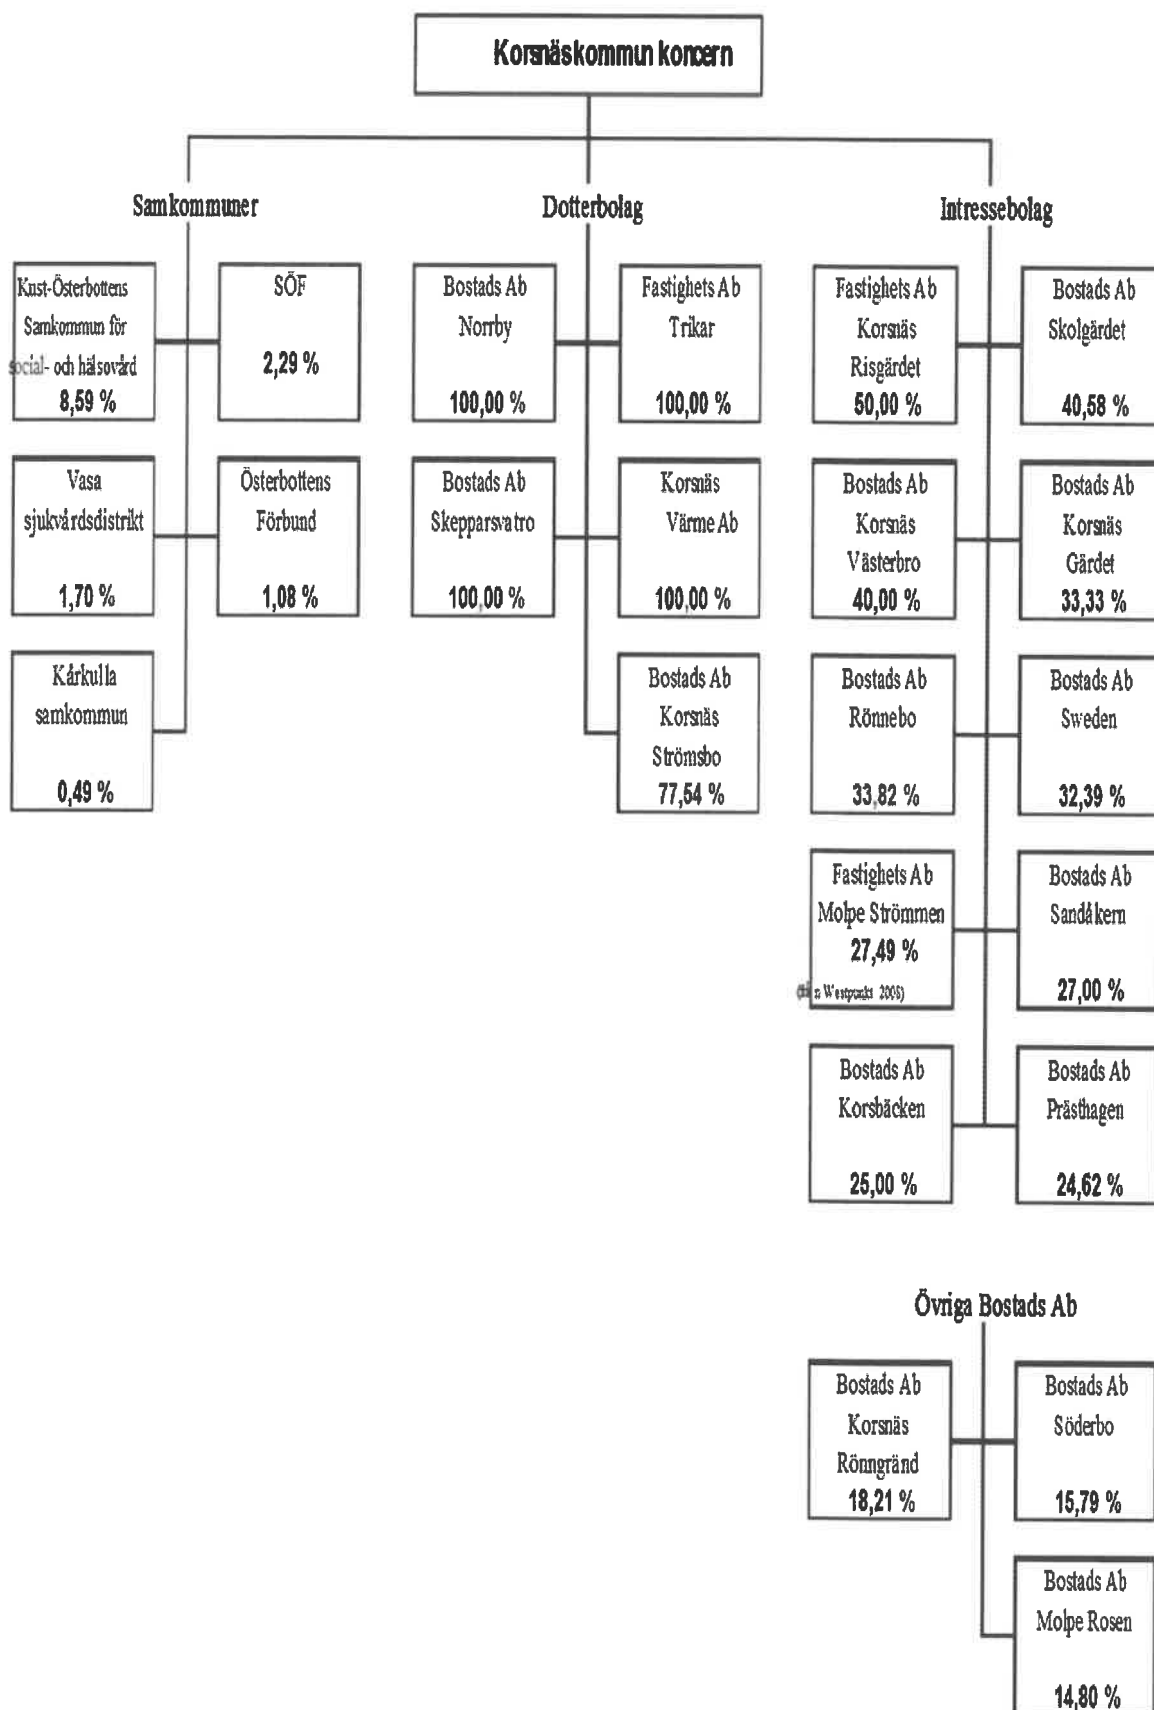 Korsnäs kommun koncern
Samkommuner
Kust-Österbottens
Samkommun för
social- och hälsovård
8,59 %
SÖF
2,29 %
Vasa
sjukvårdsdistrikt
1,70 %
Österbottens
Förbund
1,08 %
Kårkulla
samkommun
0,49 %
Dotterbolag
Bostads Ab
Norrby
100,00 %
Fastighets Ab
Trikar
100,00 %
Bostads Ab
Skepparsvatro
100,00 %
Korsnäs
Värme Ab
100,00 %
Bostads Ab
Korsnäs
Strömsbo
77,54 %
Intressebolag
Fastighets Ab
Korsnäs
Risgärdet
50,00 %
Bostads Ab
Skolgärdet
40,58 %
Bostads Ab
Korsnäs
Västerbro
40,00 %
Bostads Ab
Korsnäs
Gärdet
33,33 %
Bostads Ab
Rönnebo
33,82 %
Bostads Ab
Sweden
32,39 %
Fastighets Ab
Molpe Strömmen
27,49 %
Westpunkt 2008)
Bostads Ab
Sandåkern
27,00 %
Bostads Ab
Korsbäcken
25,00 %
Bostads Ab
Prästhagen
24,62 %
Övriga Bostads Ab
Bostads Ab
Korsnäs
Rönngränd
18,21 %
Bostads Ab
Söderbo
15,79 %
Bostads Ab
Molpe Rosen
14,80 %